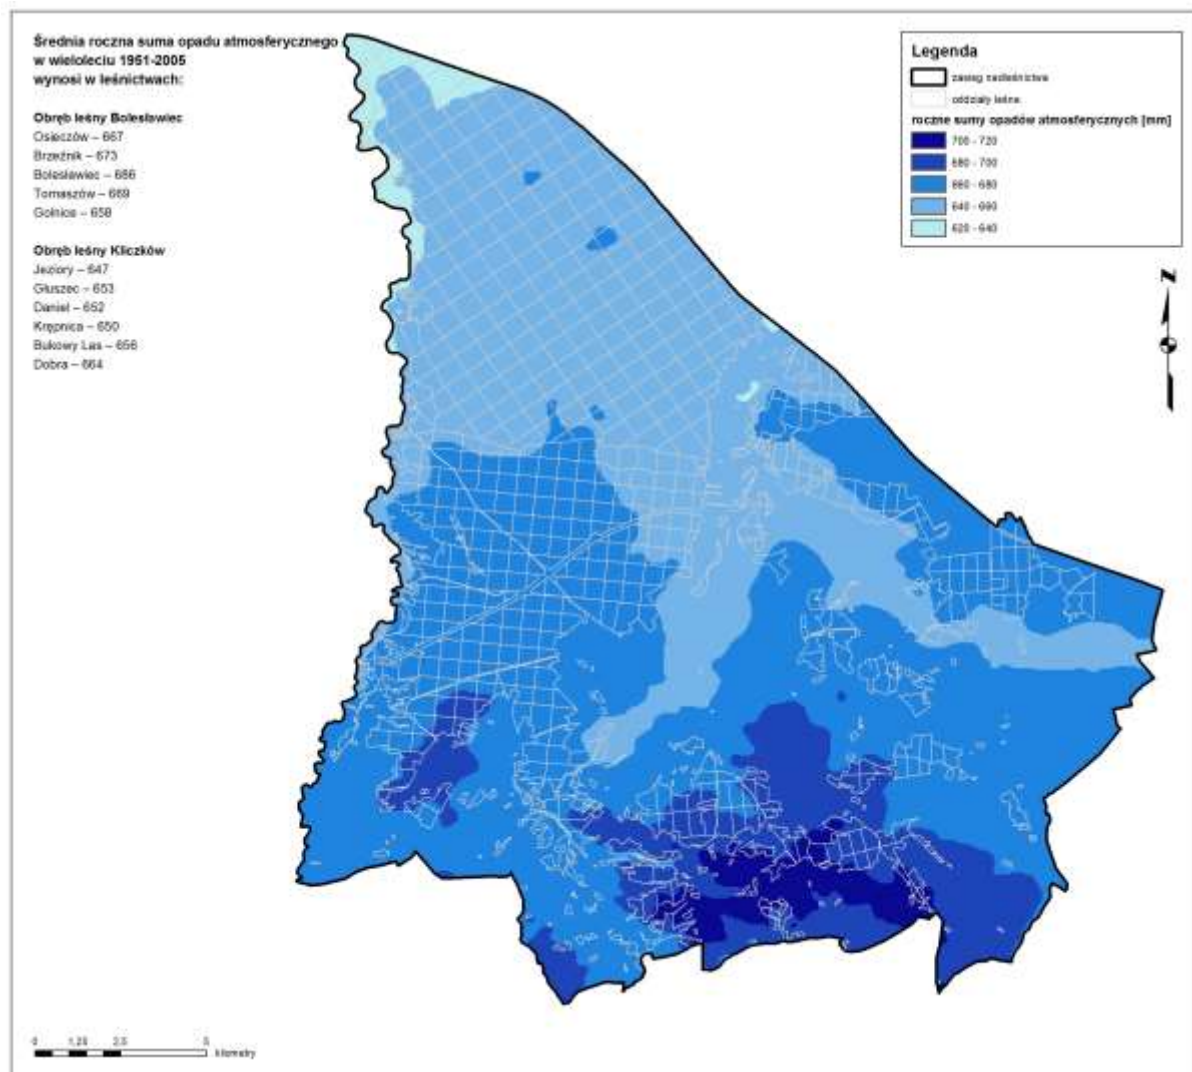 Średnia roczna suma opadu atmosferycznego
w wieloleciu 1951-2005
wynosi w leśnictwach:
Obręb leśny Bolesławiec
Osieczów – 667
Brzeźnik – 673
Bolesławiec – 686
Tomaszów – 669
Golnice – 658
Obręb leśny Kliczków
Jeziory – 647
Głuszec – 653
Daniel – 652
Krępnica – 650
Bukowy Las – 656
Dobra – 664
Legenda
zasięg nadleśnictwa
oddziały leśne
roczne sumy opadów atmosferycznych [mm]
700 - 720
680 - 700
660 - 680
640 - 660
620 - 640
N
0 1,25 2,5 5
kilometry